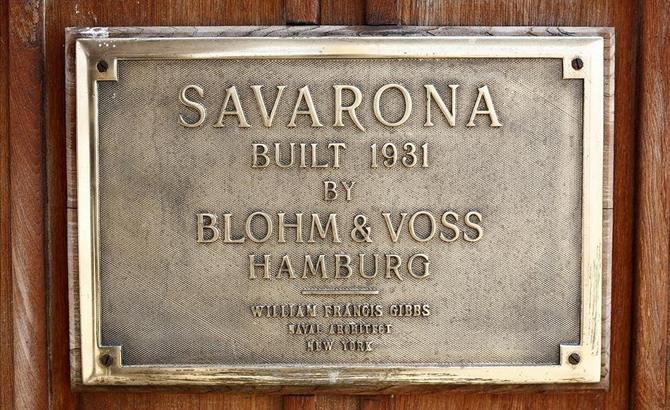 SAVARONA
BUILT 1931
BY
BLOHM & VOSS
HAMBURG
WILLIAM FRANCIS GIBBS
NAVAL ARCHITECT
NEW YORK